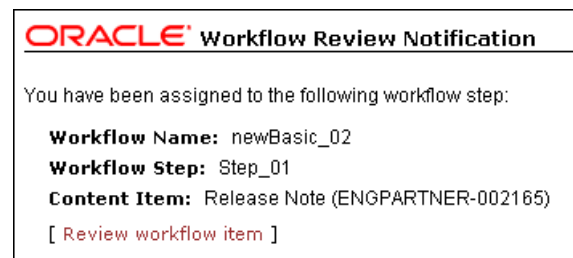 ORACLE® Workflow Review Notification
You have been assigned to the following workflow step:
Workflow Name: newBasic_02
Workflow Step: Step_01
Content Item: Release Note (ENGPARTNER-002165)
[ Review workflow item ]